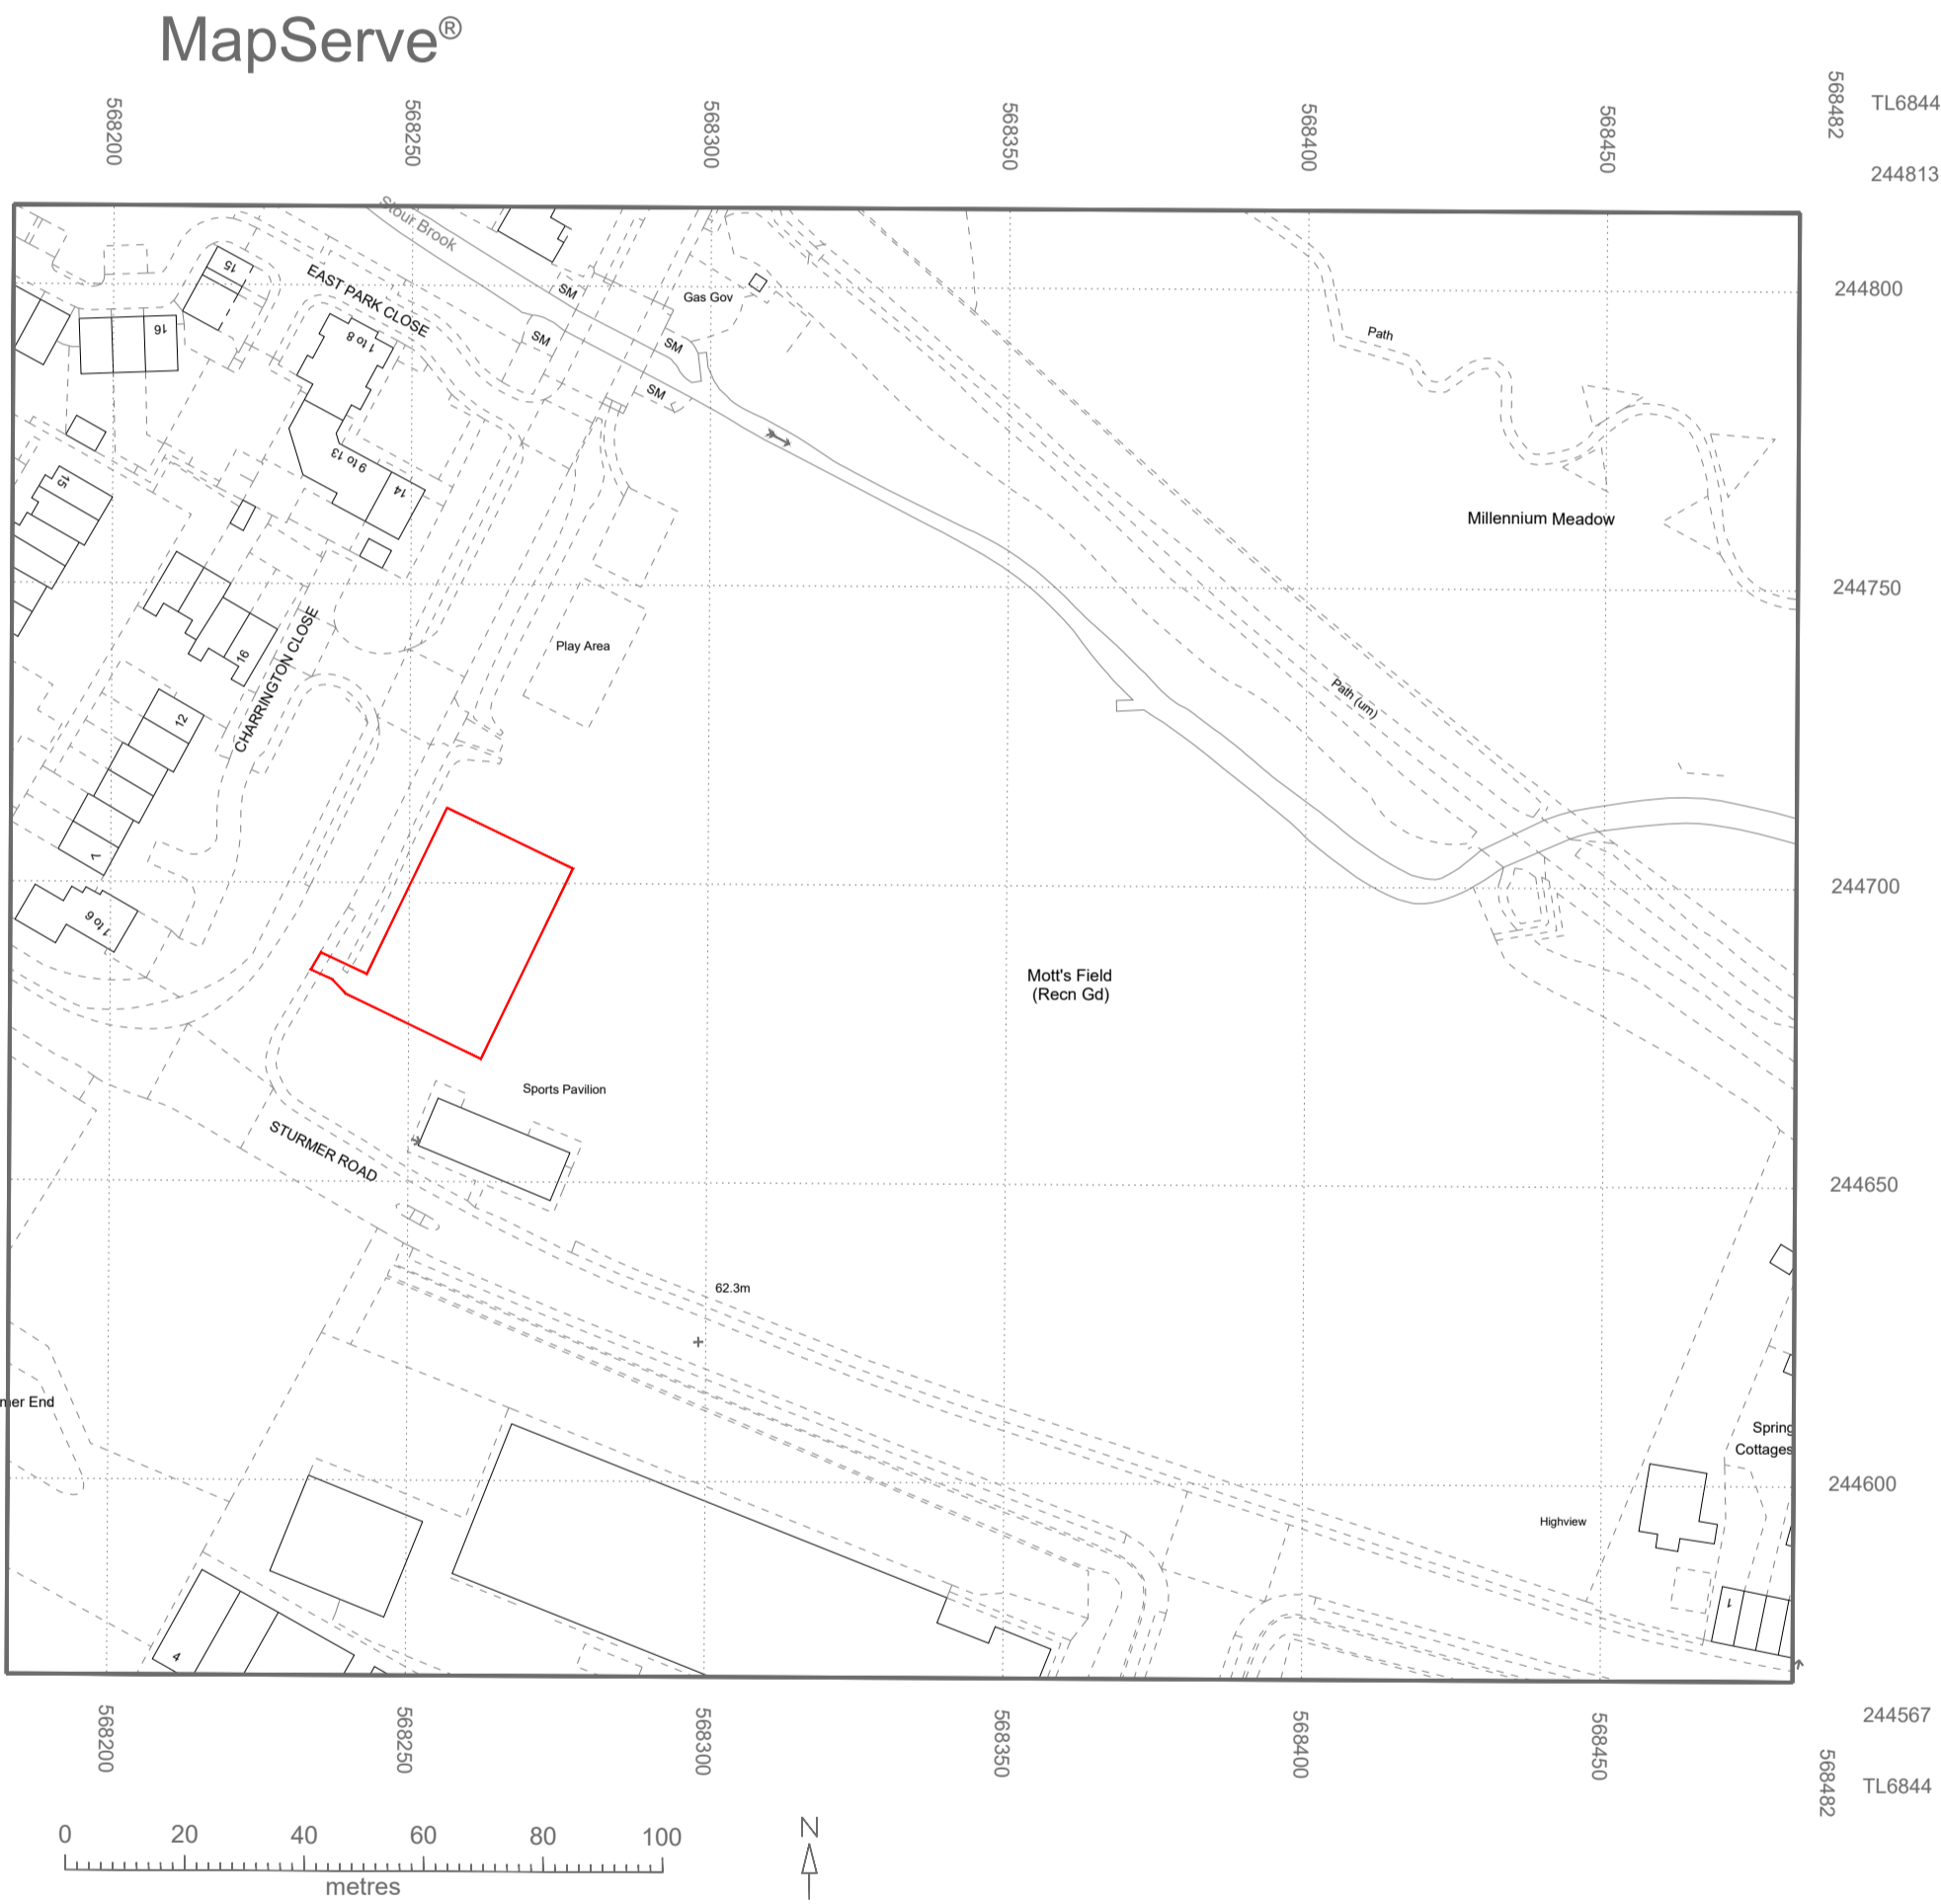 MapServe®
568200
568250
568300
568350
568400
568450
568482
TL6844
244813
Stour Brook
15
EAST PARK CLOSE
SM
Gas Gov
244800
16
1 to 8
SM
SM
Path
SM
9 to 13
14
15
Millennium Meadow
244750
CHARRINGTON CLOSE
16
Play Area
Path (um)
12
7
244700
1 to 6
Mott's Field
(Recn Gd)
Sports Pavilion
STURMER ROAD
244650
62.3m
mer End
Spring
Cottages
244600
Highview
1
4
568200
568250
568300
568350
568400
568450
244567
568482
TL6844
0 20 40 60 80 100
metres
N